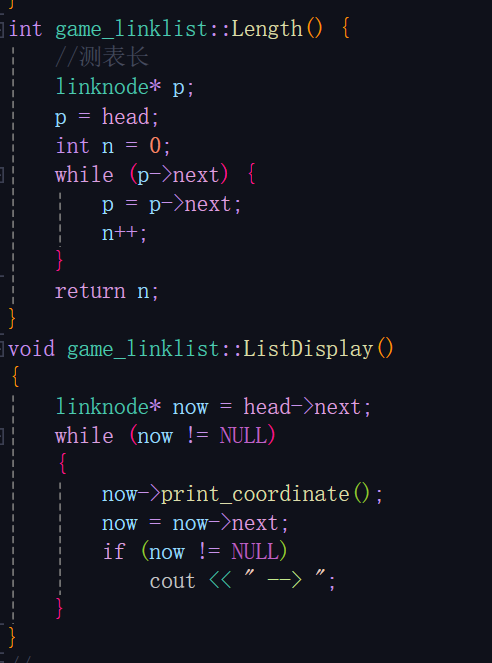 }
int game_linklist::Length() {
    //测表长
    linknode* p;
    p = head;
    int n = 0;
    while (p->next) {
        p = p->next;
        n++;
    }
    return n;
}
void game_linklist::ListDisplay()
{
    linknode* now = head->next;
    while (now != NULL)
    {
        now->print_coordinate();
        now = now->next;
        if (now != NULL)
            cout << " --> ";
    }
}